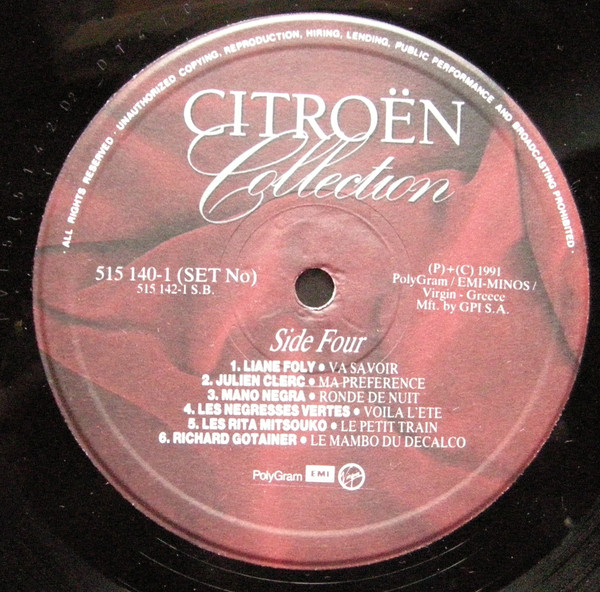 · ALL RIGHTS RESERVED · UNAUTHORIZED COPYING, REPRODUCTION, HIRING, LENDING, PUBLIC PERFORMANCE AND BROADCASTING PROHIBITED ·
CITROËN
Collection
515 140-1 (SET No)
515 142-1 S.B.
(P)+(C) 1991
PolyGram / EMI-MINOS /
Virgin - Greece
Mft. by GPI S.A.
Side Four
1. LIANE FOLY • VA SAVOIR
2. JULIEN CLERC • MA PREFERENCE
3. MANO NEGRA • RONDE DE NUIT
4. LES NEGRESSES VERTES • VOILA L'ETE
5. LES RITA MITSOUKO • LE PETIT TRAIN
6. RICHARD GOTAINER • LE MAMBO DU DECALCO
PolyGram EMI Virgin